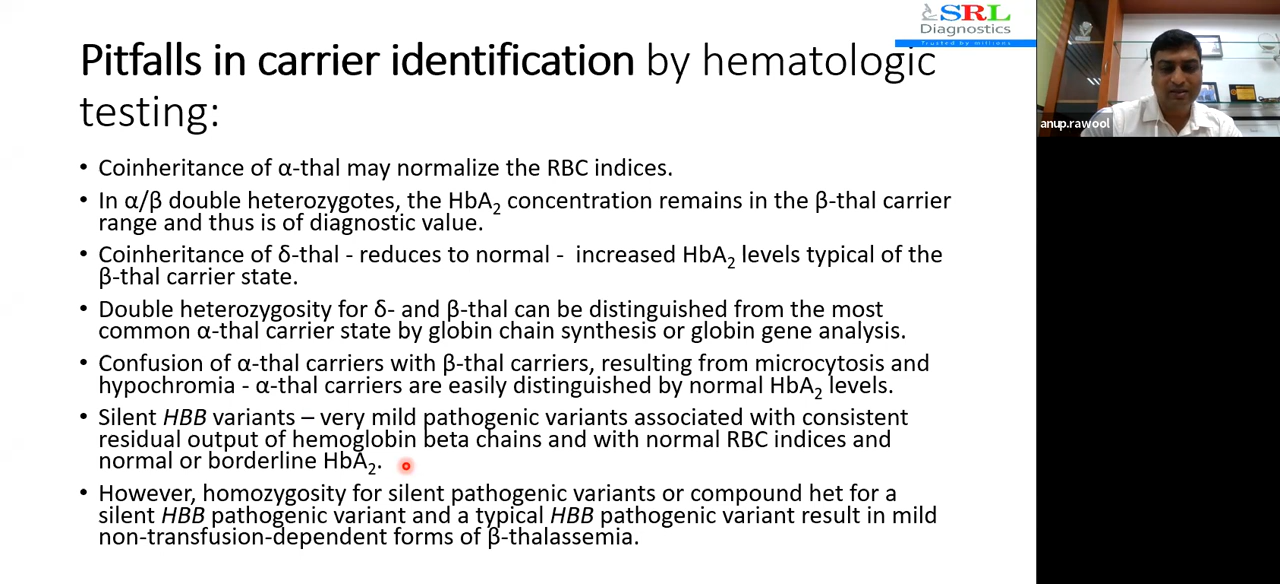 SRL
Diagnostics
Trusted by millions
Pitfalls in carrier identification by hematologic
testing:
anup.rawool
• Coinheritance of α-thal may normalize the RBC indices.
• In α/β double heterozygotes, the HbA₂ concentration remains in the β-thal carrier
range and thus is of diagnostic value.
• Coinheritance of δ-thal - reduces to normal - increased HbA₂ levels typical of the
β-thal carrier state.
• Double heterozygosity for δ- and β-thal can be distinguished from the most
common α-thal carrier state by globin chain synthesis or globin gene analysis.
• Confusion of α-thal carriers with β-thal carriers, resulting from microcytosis and
hypochromia - α-thal carriers are easily distinguished by normal HbA₂ levels.
• Silent HBB variants – very mild pathogenic variants associated with consistent
residual output of hemoglobin beta chains and with normal RBC indices and
normal or borderline HbA₂.
• However, homozygosity for silent pathogenic variants or compound het for a
silent HBB pathogenic variant and a typical HBB pathogenic variant result in mild
non-transfusion-dependent forms of β-thalassemia.